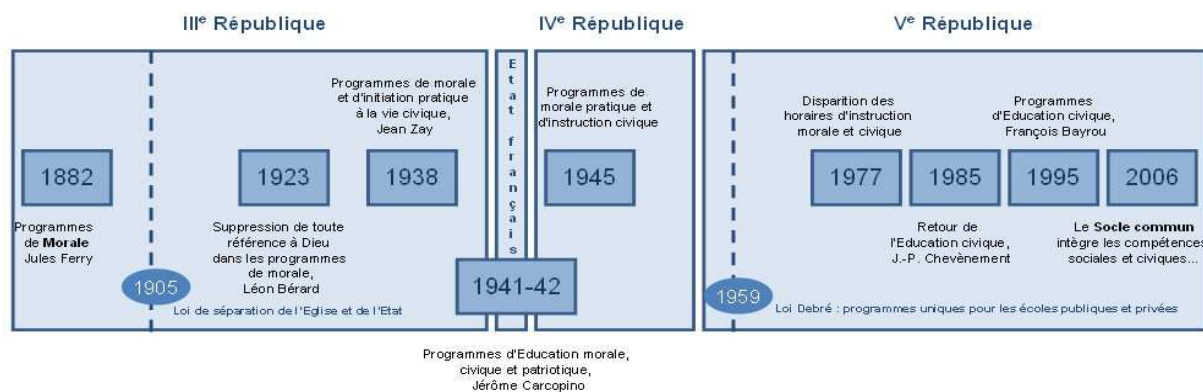 IIIe République
IVe République
Ve République
Programmes de morale
et d'initiation pratique
à la vie civique,
Jean Zay
Etat français
Programmes de
morale pratique et
d'instruction civique
Disparition des
horaires d'instruction
morale et civique
Programmes
d'Education civique,
François Bayrou
1882
1923
1938
1945
1977
1985
1995
2006
Programmes
de Morale
Jules Ferry
Suppression de toute
référence à Dieu
dans les programmes
de morale,
Léon Bérard
Retour de
l'Education civique,
J.-P. Chevènement
Le Socle commun
intègre les compétences
sociales et civiques...
1905
1941-42
1959
Loi de séparation de l'Eglise et de l'Etat
Loi Debré : programmes uniques pour les écoles publiques et privées
Programmes d'Education morale,
civique et patriotique,
Jérôme Carcopino